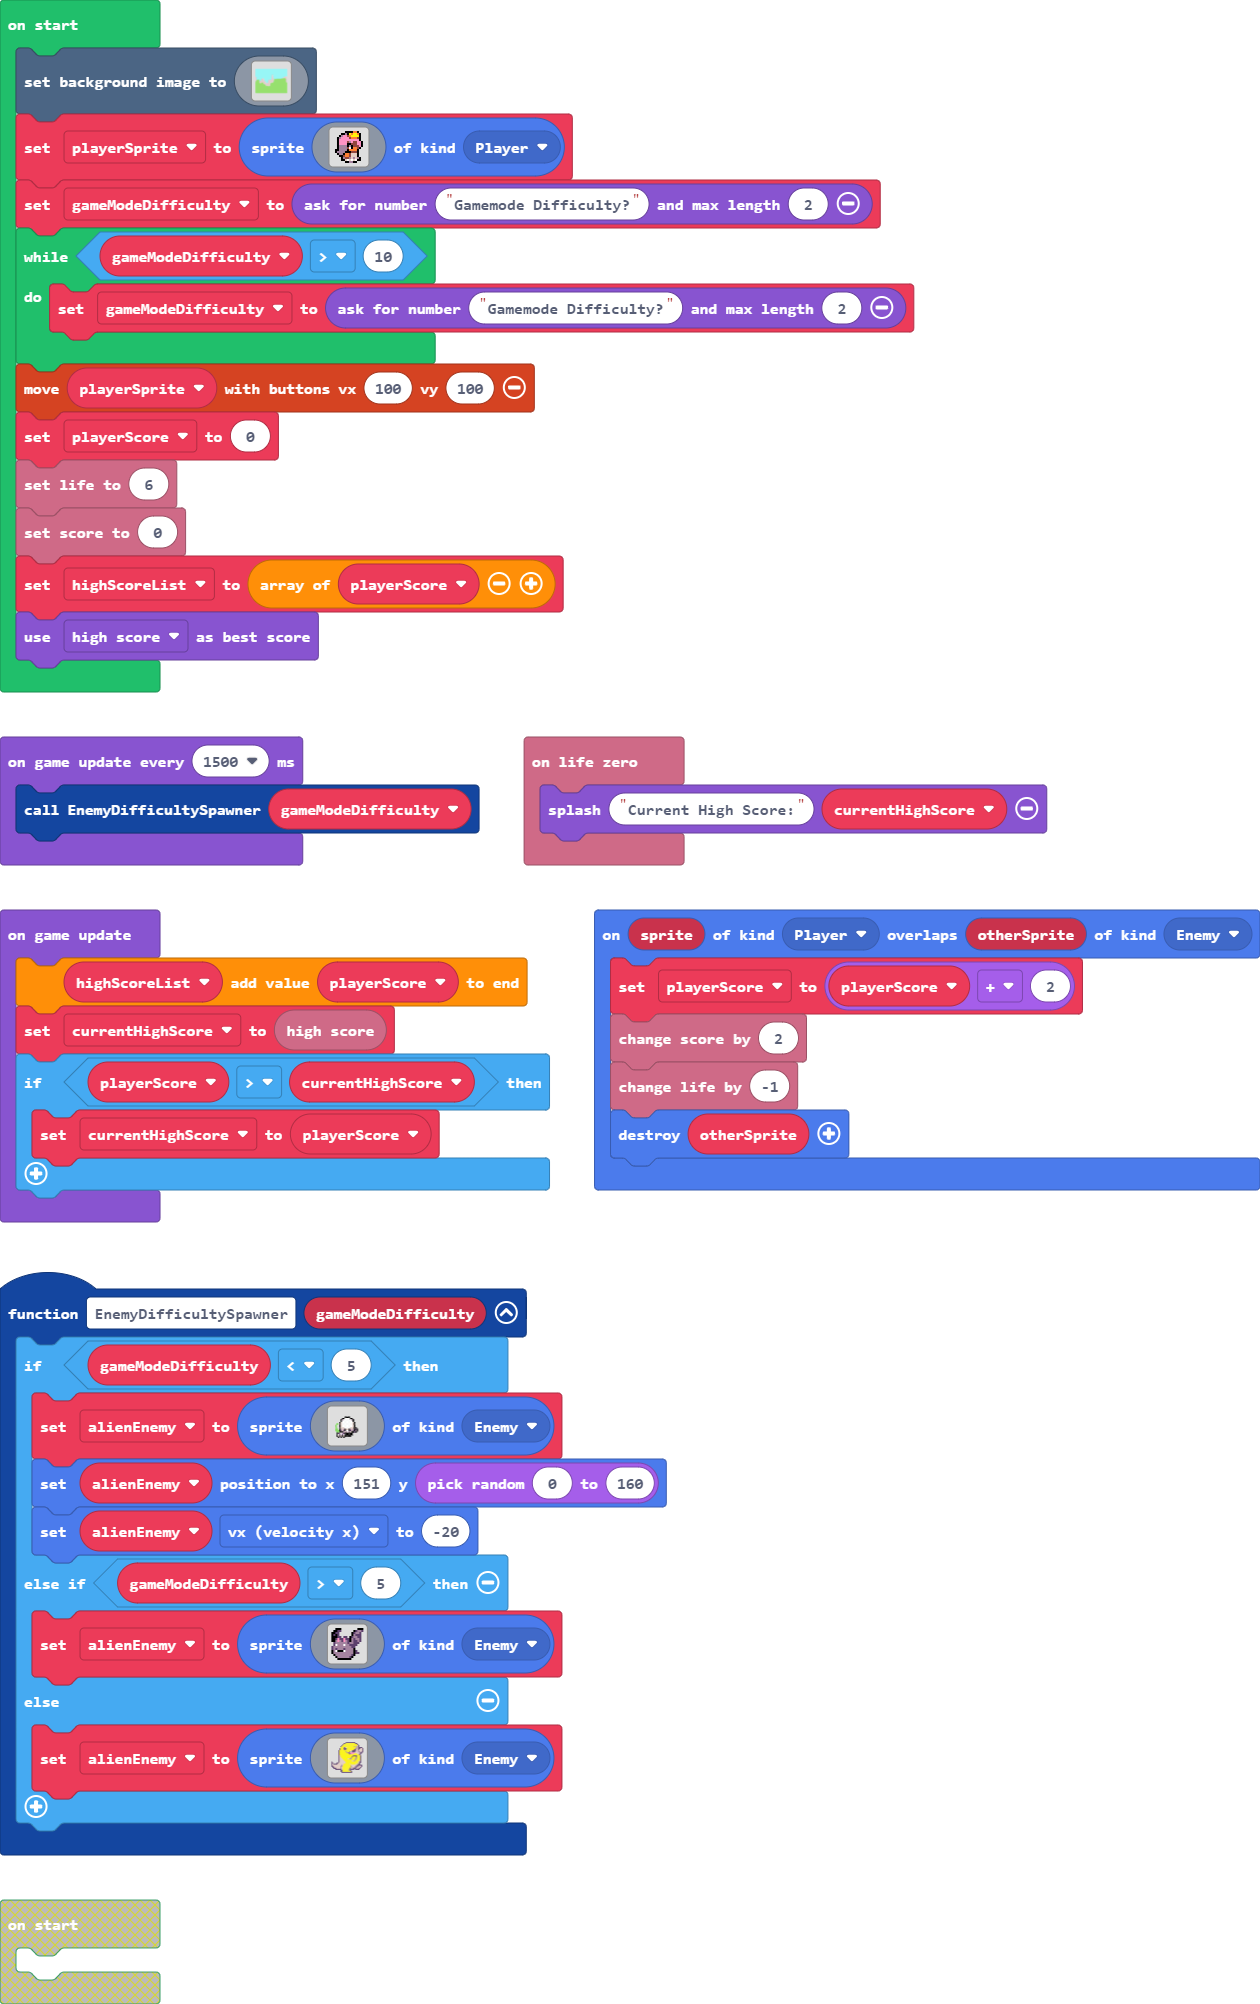 on start
set background image to
set playerSprite to sprite of kind Player
set gameModeDifficulty to ask for number "Gamemode Difficulty?" and max length 2
while gameModeDifficulty > 10
do set gameModeDifficulty to ask for number "Gamemode Difficulty?" and max length 2
move playerSprite with buttons vx 100 vy 100
set playerScore to 0
set life to 6
set score to 0
set highScoreList to array of playerScore
use high score as best score
on game update every 1500 ms
call EnemyDifficultySpawner gameModeDifficulty
on life zero
splash "Current High Score:" currentHighScore
on game update
highScoreList add value playerScore to end
set currentHighScore to high score
if playerScore > currentHighScore then
set currentHighScore to playerScore
on sprite of kind Player overlaps otherSprite of kind Enemy
set playerScore to playerScore + 2
change score by 2
change life by -1
destroy otherSprite
function EnemyDifficultySpawner gameModeDifficulty
if gameModeDifficulty < 5 then
set alienEnemy to sprite of kind Enemy
set alienEnemy position to x 151 y pick random 0 to 160
set alienEnemy vx (velocity x) to -20
else if gameModeDifficulty > 5 then
set alienEnemy to sprite of kind Enemy
else
set alienEnemy to sprite of kind Enemy
on start